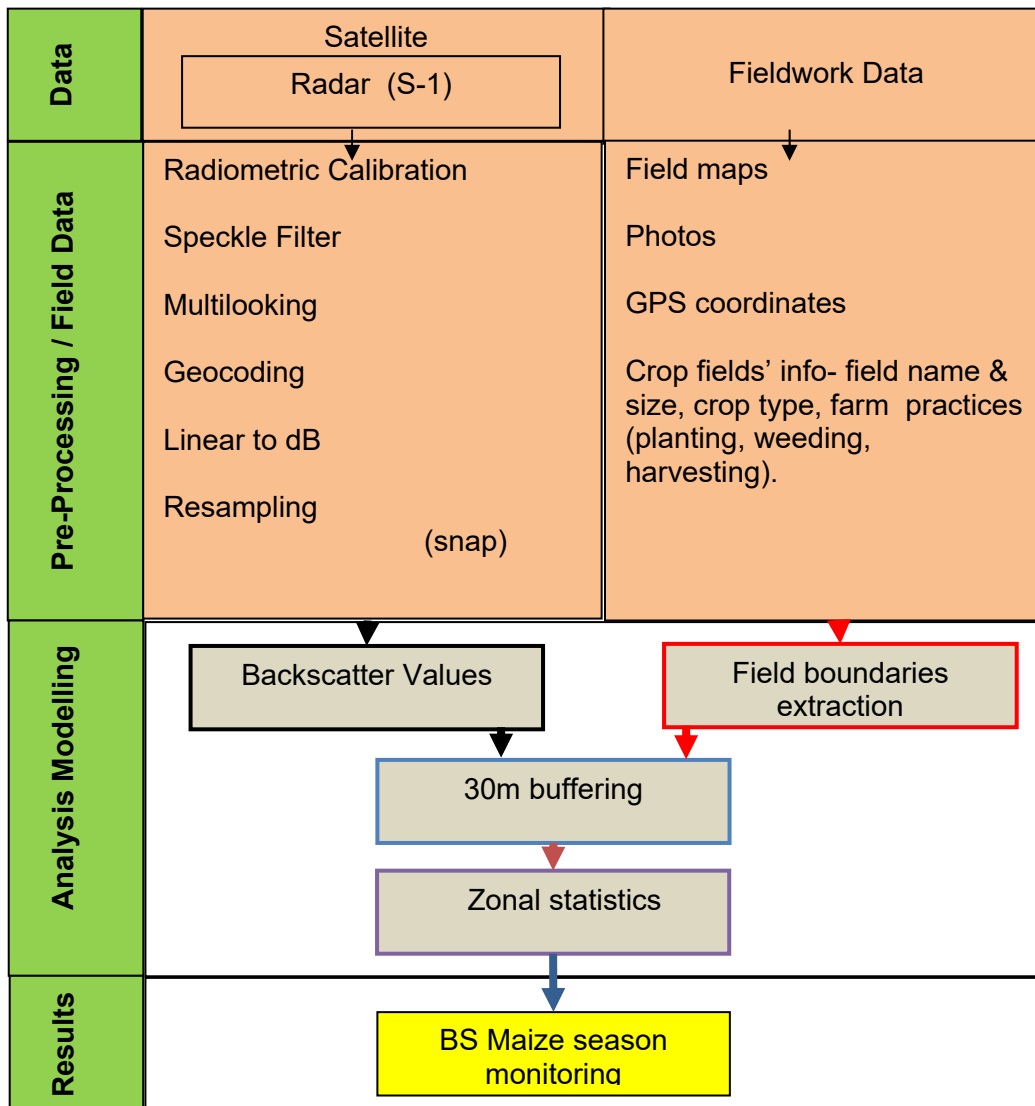 Data
Satellite
Radar (S-1)
Fieldwork Data
Pre-Processing / Field Data
Radiometric Calibration
Speckle Filter
Multilooking
Geocoding
Linear to dB
Resampling
(snap)
Field maps
Photos
GPS coordinates
Crop fields’ info- field name &
size, crop type, farm practices
(planting, weeding,
harvesting).
Analysis Modelling
Backscatter Values
Field boundaries
extraction
30m buffering
Zonal statistics
Results
BS Maize season
monitoring